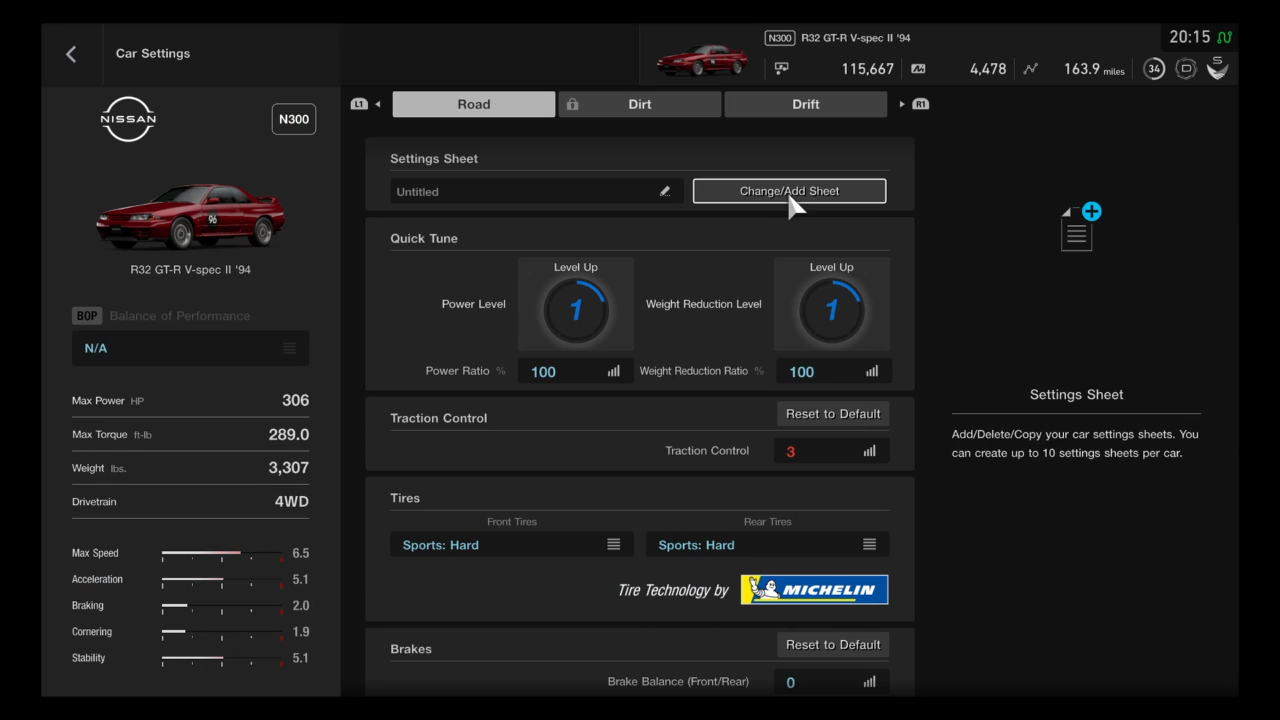 Car Settings
N300 R32 GT-R V-spec II '94
20:15
115,667
4,478
163.9 miles
34
S
L1
Road
Dirt
Drift
R1
NISSAN
N300
96
R32 GT-R V-spec II '94
BOP Balance of Performance
N/A
Max Power HP 306
Max Torque ft-lb 289.0
Weight lbs. 3,307
Drivetrain 4WD
Max Speed 6.5
Acceleration 5.1
Braking 2.0
Cornering 1.9
Stability 5.1
Settings Sheet
Untitled
Change/Add Sheet
Quick Tune
Level Up
Power Level 1
Level Up
Weight Reduction Level 1
Power Ratio % 100
Weight Reduction Ratio % 100
Traction Control
Reset to Default
Traction Control 3
Tires
Front Tires
Rear Tires
Sports: Hard
Sports: Hard
Tire Technology by MICHELIN
Brakes
Reset to Default
Brake Balance (Front/Rear) 0
Settings Sheet
Add/Delete/Copy your car settings sheets. You
can create up to 10 settings sheets per car.